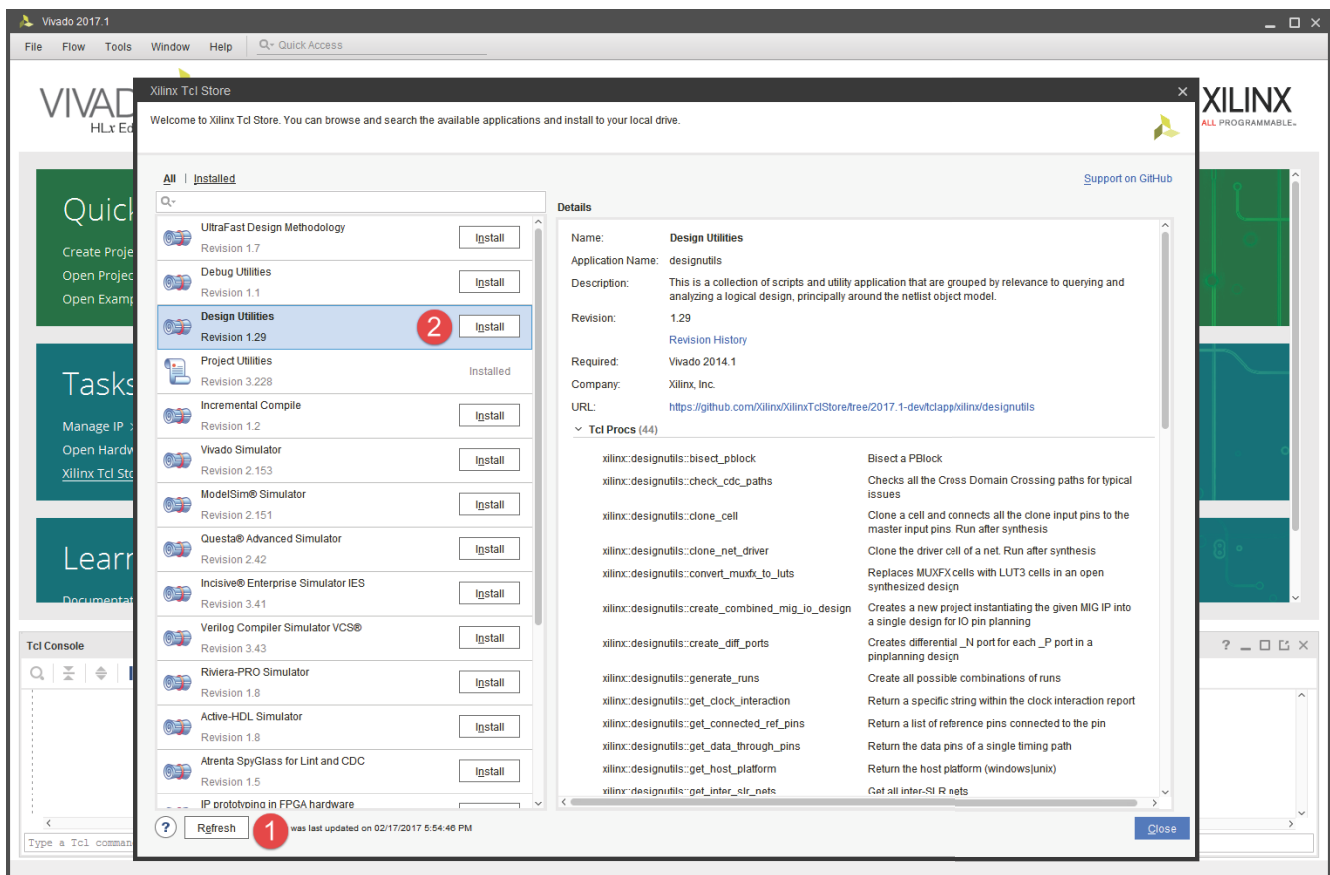 Vivado 2017.1
File Flow Tools Window Help Quick Access
VIVAD
HLx Ed
XILINX
ALL PROGRAMMABLE™
Xilinx Tcl Store
Welcome to Xilinx Tcl Store. You can browse and search the available applications and install to your local drive.
All | Installed
Support on GitHub
Quick
Create Proje
Open Projec
Open Examp
Tasks
Manage IP >
Open Hardw
Xilinx Tcl Sto
Learn
Documentat
UltraFast Design Methodology
Revision 1.7
Install
Debug Utilities
Revision 1.1
Install
Design Utilities
Revision 1.29
2
Install
Project Utilities
Revision 3.228
Installed
Incremental Compile
Revision 1.2
Install
Vivado Simulator
Revision 2.153
Install
ModelSim® Simulator
Revision 2.151
Install
Questa® Advanced Simulator
Revision 2.42
Install
Incisive® Enterprise Simulator IES
Revision 3.41
Install
Verilog Compiler Simulator VCS®
Revision 3.43
Install
Riviera-PRO Simulator
Revision 1.8
Install
Active-HDL Simulator
Revision 1.8
Install
Atrenta SpyGlass for Lint and CDC
Revision 1.5
Install
IP prototyping in FPGA hardware
Details
Name: Design Utilities
Application Name: designutils
Description: This is a collection of scripts and utility application that are grouped by relevance to querying and
analyzing a logical design, principally around the netlist object model.
Revision: 1.29
Revision History
Required: Vivado 2014.1
Company: Xilinx, Inc.
URL: https://github.com/Xilinx/XilinxTclStore/tree/2017.1-dev/tclapp/xilinx/designutils
Tcl Procs (44)
xilinx::designutils::bisect_pblock Bisect a PBlock
xilinx::designutils::check_cdc_paths Checks all the Cross Domain Crossing paths for typical
issues
xilinx::designutils::clone_cell Clone a cell and connects all the clone input pins to the
master input pins. Run after synthesis
xilinx::designutils::clone_net_driver Clone the driver cell of a net. Run after synthesis
xilinx::designutils::convert_muxfx_to_luts Replaces MUXFX cells with LUT3 cells in an open
synthesized design
xilinx::designutils::create_combined_mig_io_design Creates a new project instantiating the given MIG IP into
a single design for IO pin planning
xilinx::designutils::create_diff_ports Creates differential _N port for each _P port in a
pinplanning design
xilinx::designutils::generate_runs Create all possible combinations of runs
xilinx::designutils::get_clock_interaction Return a specific string within the clock interaction report
xilinx::designutils::get_connected_ref_pins Return a list of reference pins connected to the pin
xilinx::designutils::get_data_through_pins Return the data pins of a single timing path
xilinx::designutils::get_host_platform Return the host platform (windows|unix)
xilinx::designutils::get_inter_slr_nets Get all inter-SLR nets
? Refresh 1 was last updated on 02/17/2017 5:54:46 PM
Close
Tcl Console
Type a Tcl comman